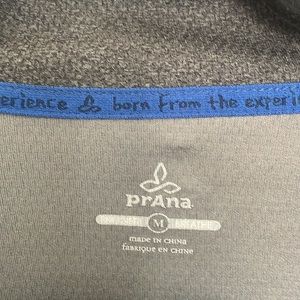 erience born from the experi
prAna
M
MADE IN CHINA
FABRIQUÉ EN CHINE